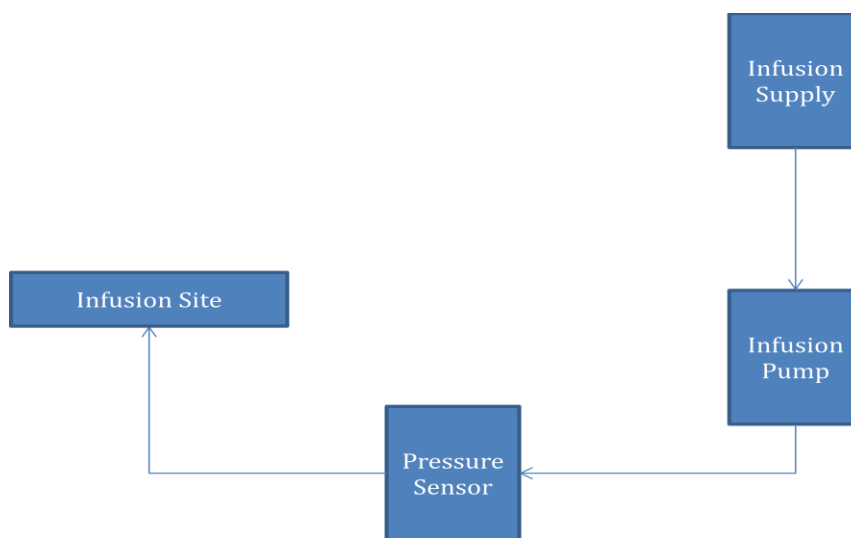 Infusion
Supply
Infusion Site
Infusion
Pump
Pressure
Sensor